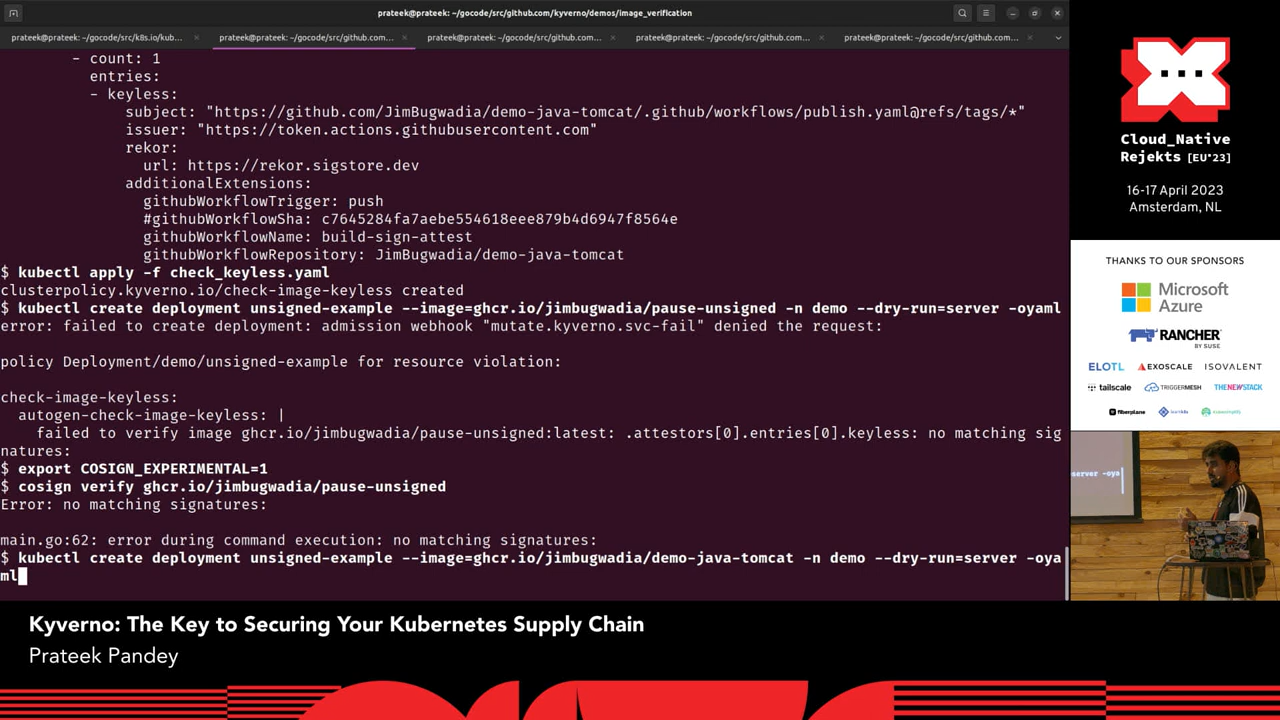 prateek@prateek: ~/gocode/src/github.com/kyverno/demos/image_verification
prateek@prateek: ~/gocode/src/k8s.io/kub...
prateek@prateek: ~/gocode/src/github.com...
prateek@prateek: ~/gocode/src/github.com...
prateek@prateek: ~/gocode/src/github.com...
prateek@prateek: ~/gocode/src/github.com...
- count: 1
entries:
- keyless:
subject: "https://github.com/JimBugwadia/demo-java-tomcat/.github/workflows/publish.yaml@refs/tags/*"
issuer: "https://token.actions.githubusercontent.com"
rekor:
url: https://rekor.sigstore.dev
additionalExtensions:
githubWorkflowTrigger: push
#githubWorkflowSha: c7645284fa7aebe554618eee879b4d6947f8564e
githubWorkflowName: build-sign-attest
githubWorkflowRepository: JimBugwadia/demo-java-tomcat
$ kubectl apply -f check_keyless.yaml
clusterpolicy.kyverno.io/check-image-keyless created
$ kubectl create deployment unsigned-example --image=ghcr.io/jimbugwadia/pause-unsigned -n demo --dry-run=server -oyaml
error: failed to create deployment: admission webhook "mutate.kyverno.svc-fail" denied the request:
policy Deployment/demo/unsigned-example for resource violation:
check-image-keyless:
autogen-check-image-keyless: |
failed to verify image ghcr.io/jimbugwadia/pause-unsigned:latest: .attestors[0].entries[0].keyless: no matching sig
natures:
$ export COSIGN_EXPERIMENTAL=1
$ cosign verify ghcr.io/jimbugwadia/pause-unsigned
Error: no matching signatures:
main.go:62: error during command execution: no matching signatures:
$ kubectl create deployment unsigned-example --image=ghcr.io/jimbugwadia/demo-java-tomcat -n demo --dry-run=server -oya
ml
Cloud_Native
Rejekts [EU'23]
16-17 April 2023
Amsterdam, NL
THANKS TO OUR SPONSORS
Microsoft
Azure
RANCHER
BY SUSE
ELOTL
EXOSCALE
ISOVALENT
tailscale
TRIGGERMESH
THENEWSTACK
fiberplane
server -oya
Kyverno: The Key to Securing Your Kubernetes Supply Chain
Prateek Pandey